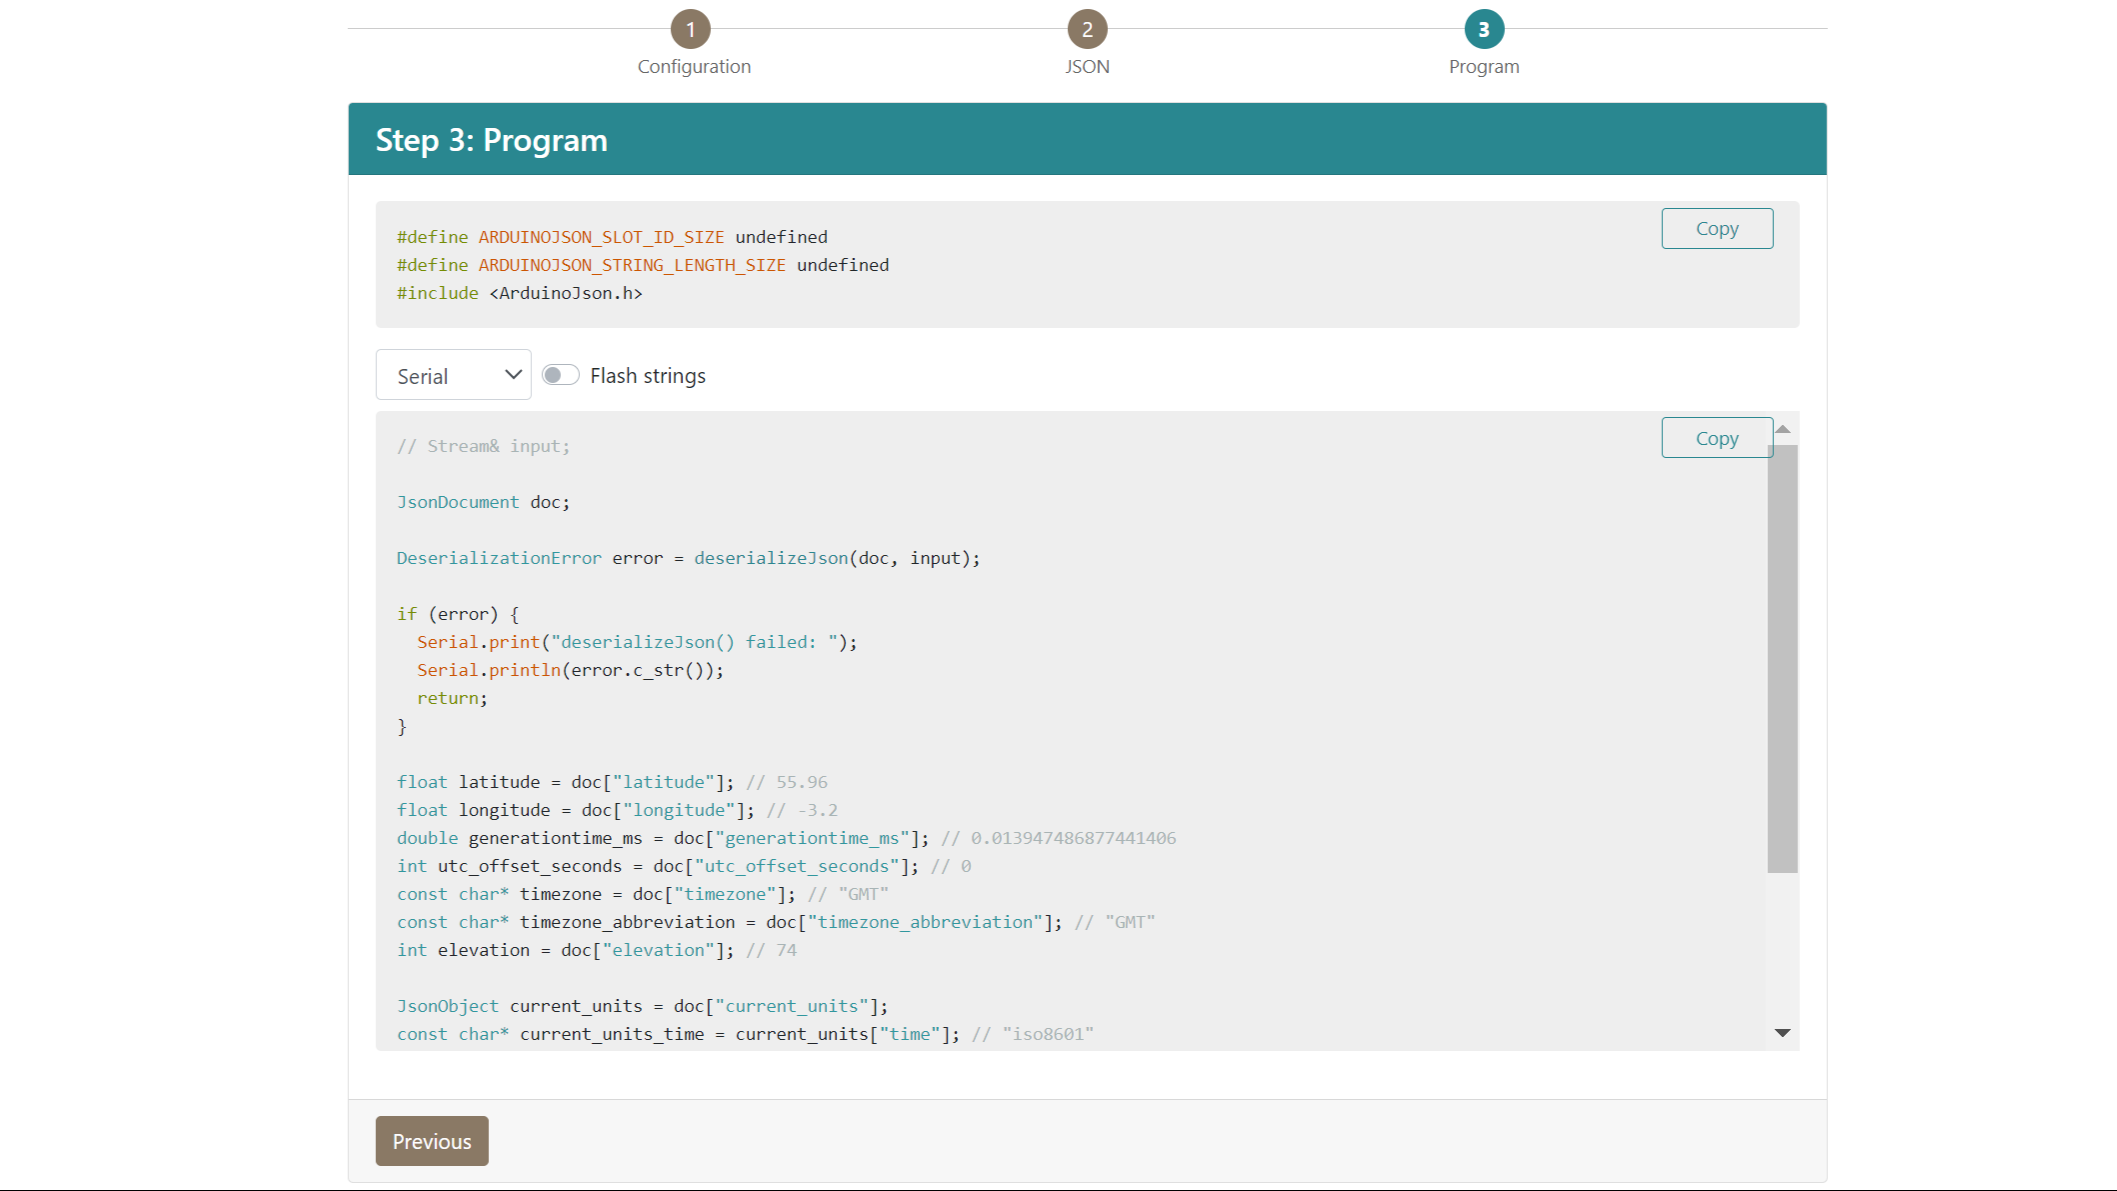 1
Configuration
2
JSON
3
Program
Step 3: Program
Copy
#define ARDUINOJSON_SLOT_ID_SIZE undefined
#define ARDUINOJSON_STRING_LENGTH_SIZE undefined
#include <ArduinoJson.h>
Serial
Flash strings
Copy
// Stream& input;
JsonDocument doc;
DeserializationError error = deserializeJson(doc, input);
if (error) {
  Serial.print("deserializeJson() failed: ");
  Serial.println(error.c_str());
  return;
}
float latitude = doc["latitude"]; // 55.96
float longitude = doc["longitude"]; // -3.2
double generationtime_ms = doc["generationtime_ms"]; // 0.013947486877441406
int utc_offset_seconds = doc["utc_offset_seconds"]; // 0
const char* timezone = doc["timezone"]; // "GMT"
const char* timezone_abbreviation = doc["timezone_abbreviation"]; // "GMT"
int elevation = doc["elevation"]; // 74
JsonObject current_units = doc["current_units"];
const char* current_units_time = current_units["time"]; // "iso8601"
Previous